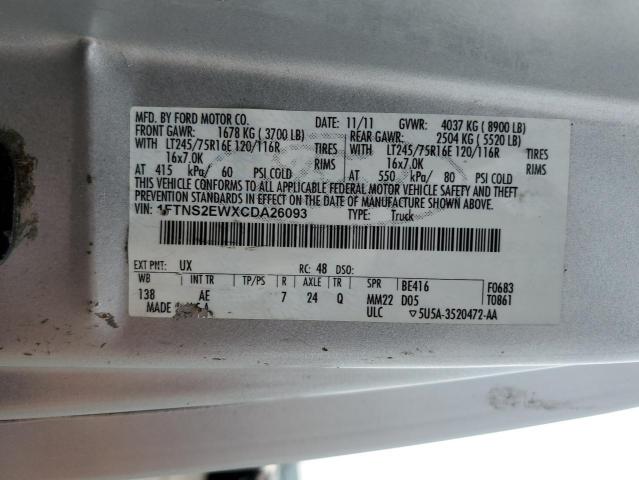 MFD. BY FORD MOTOR CO. DATE: 11/11 GVWR: 4037 KG ( 8900 LB)
FRONT GAWR: 1678 KG ( 3700 LB) REAR GAWR: 2504 KG ( 5520 LB)
WITH LT245/75R16E 120/116R TIRES WITH LT245/75R16E 120/116R TIRES
16x7.0K RIMS 16x7.0K RIMS
AT 415 kPa/ 60 PSI COLD AT 550 kPa/ 80 PSI COLD
THIS VEHICLE CONFORMS TO ALL APPLICABLE FEDERAL MOTOR VEHICLE SAFETY AND THEFT
PREVENTION STANDARDS IN EFFECT ON THE DATE OF MANUFACTURE SHOWN ABOVE.
VIN: 1FTNS2EWXCDA26093 TYPE: Truck
EXT PNT: UX RC: 48 DSO:
WB INT TR TP/PS R AXLE TR SPR BE416 F0683
138 AE 7 24 Q MM22 D05 T0861
MADE ULC ▽5U5A-3520472-AA